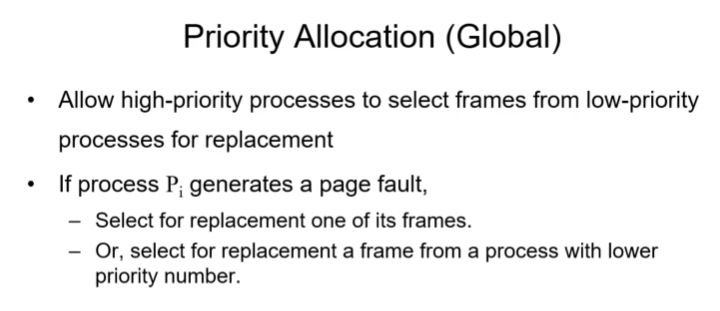 Priority Allocation (Global)
• Allow high-priority processes to select frames from low-priority
processes for replacement
• If process Pi generates a page fault,
– Select for replacement one of its frames.
– Or, select for replacement a frame from a process with lower
priority number.